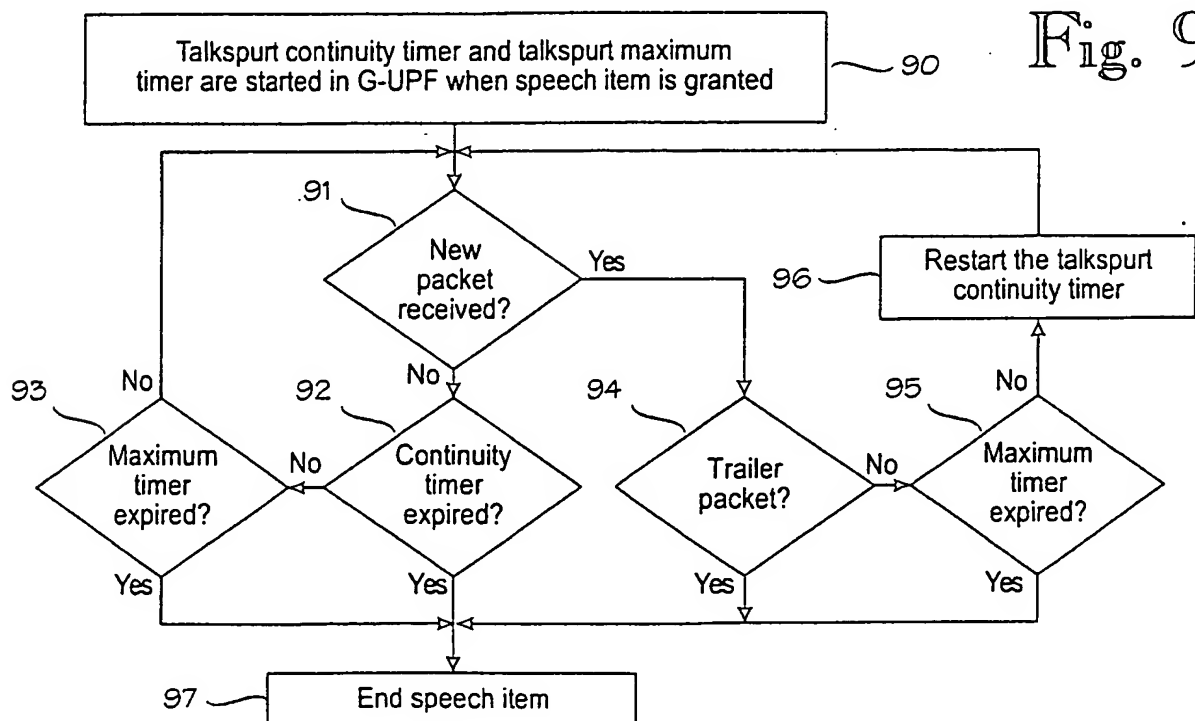 Fig. 9
Talkspurt continuity timer and talkspurt maximum
timer are started in G-UPF when speech item is granted
90
91
New
packet
received?
Yes
No
96
Restart the talkspurt
continuity timer
93
No
Maximum
timer
expired?
Yes
92
No
Continuity
timer
expired?
Yes
94
Trailer
packet?
No
Yes
95
No
Maximum
timer
expired?
Yes
97
End speech item